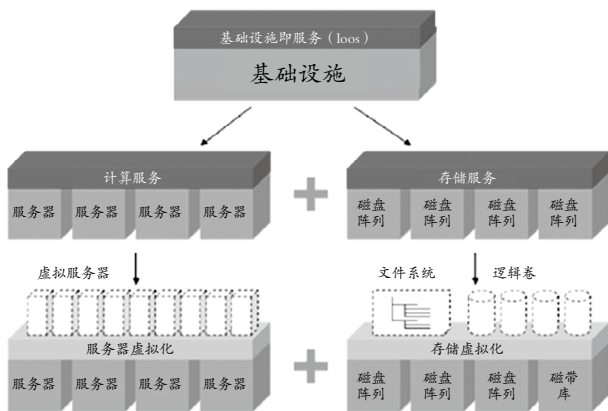 基础设施即服务（loos）
基础设施
计算服务
存储服务
服务器 服务器 服务器 服务器
磁盘阵列 磁盘阵列 磁盘阵列 磁盘阵列
虚拟服务器
文件系统 逻辑卷
服务器虚拟化
存储虚拟化
服务器 服务器 服务器 服务器
磁盘阵列 磁盘阵列 磁盘阵列 磁带库